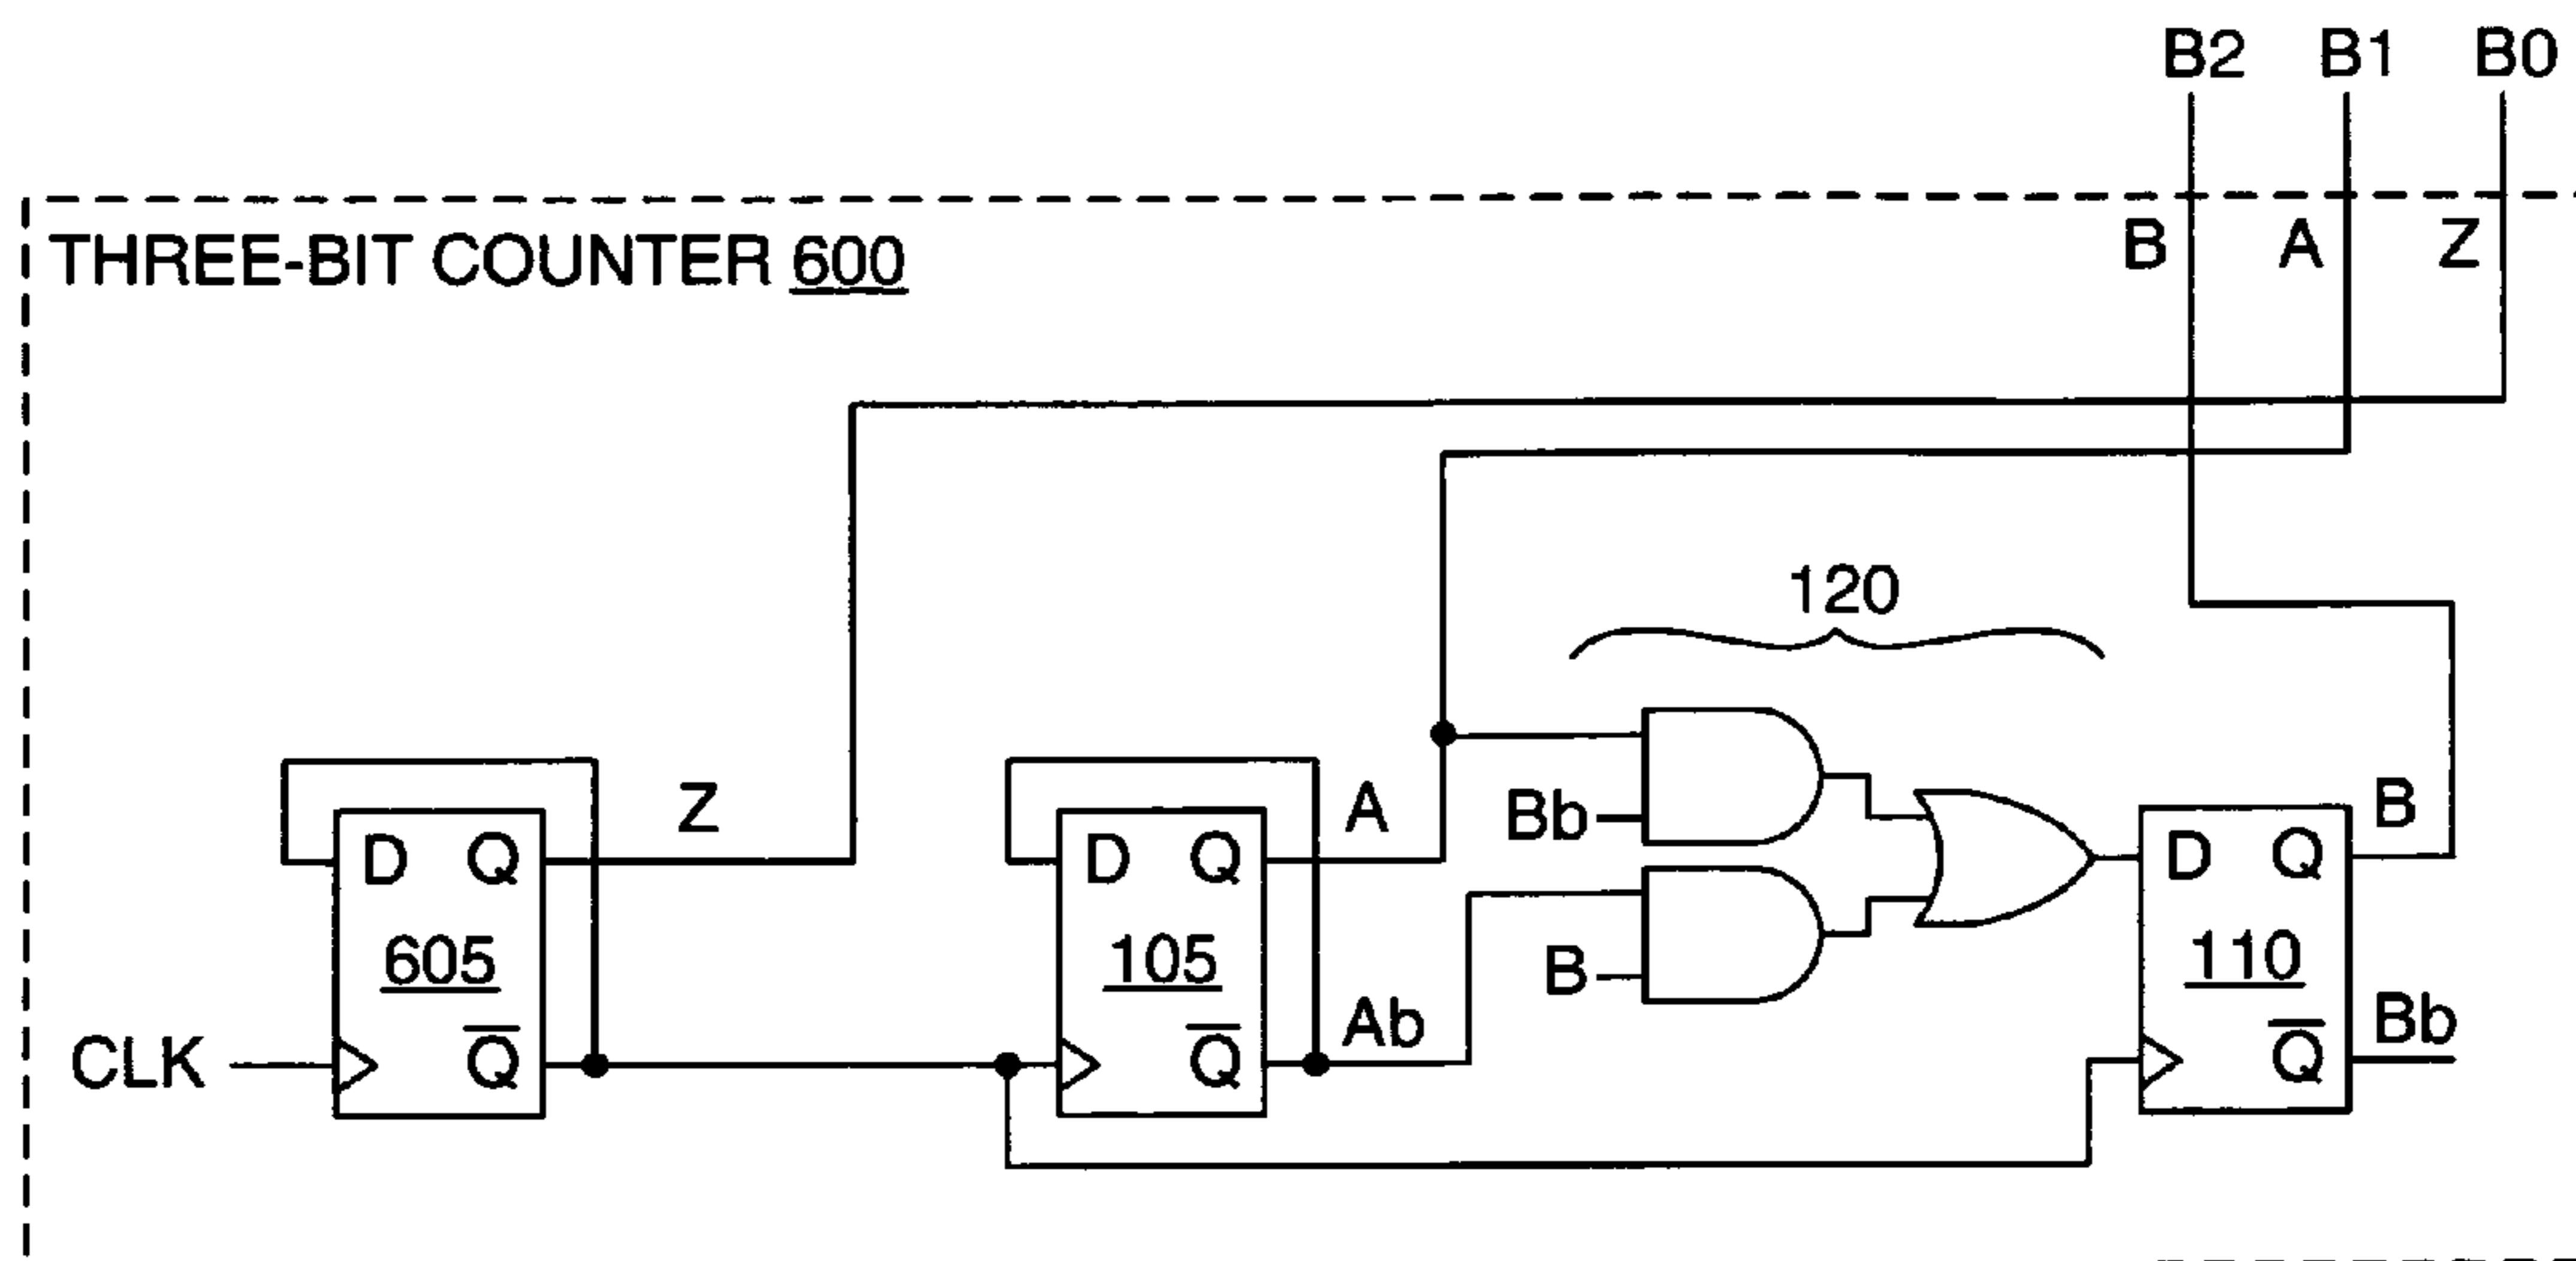 B2 B1 B0
THREE-BIT COUNTER 600
B A Z
120
Z
A
Bb
B
D Q
605
Q
CLK
D Q
105
Q
Ab
B
D Q
110
Q
Bb